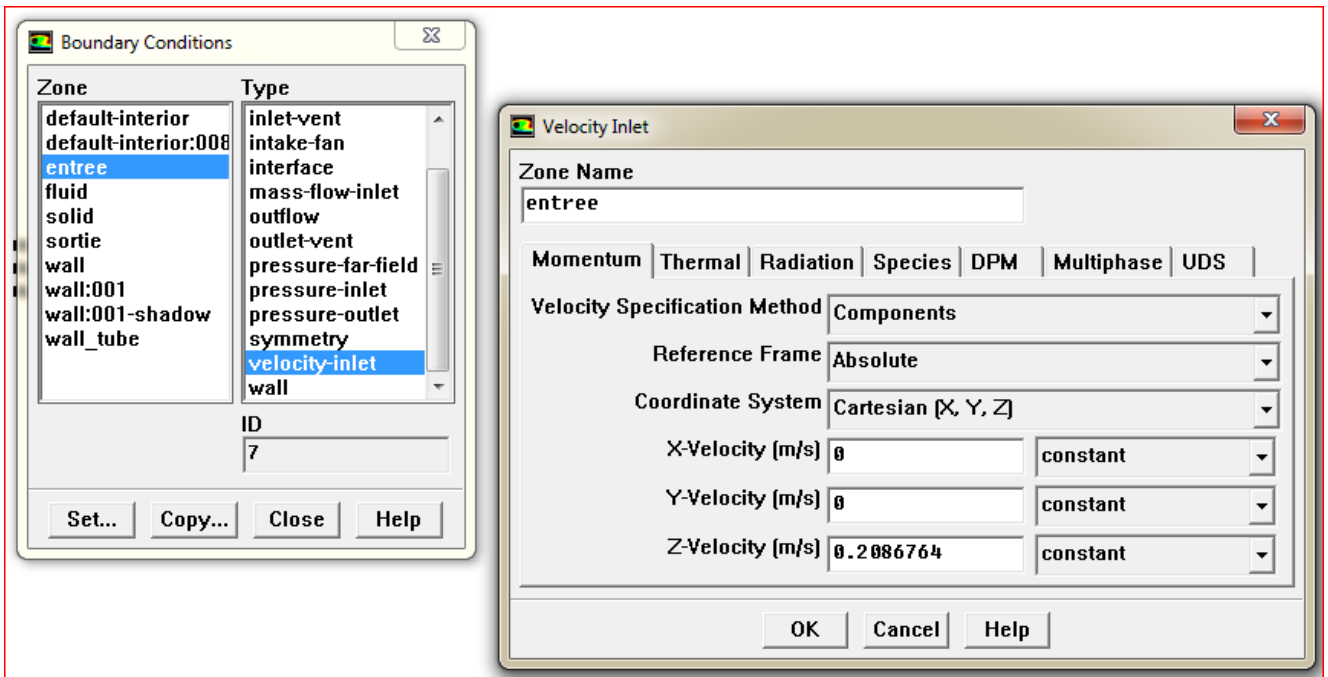 Boundary Conditions
Zone
Type
default-interior
default-interior:008
entree
fluid
solid
sortie
wall
wall:001
wall:001-shadow
wall_tube
inlet-vent
intake-fan
interface
mass-flow-inlet
outflow
outlet-vent
pressure-far-field
pressure-inlet
pressure-outlet
symmetry
velocity-inlet
wall
ID
7
Set... Copy... Close Help
Velocity Inlet
Zone Name
entree
Momentum Thermal Radiation Species DPM Multiphase UDS
Velocity Specification Method Components
Reference Frame Absolute
Coordinate System Cartesian (X, Y, Z)
X-Velocity (m/s) 0 constant
Y-Velocity (m/s) 0 constant
Z-Velocity (m/s) 0.2086764 constant
OK Cancel Help